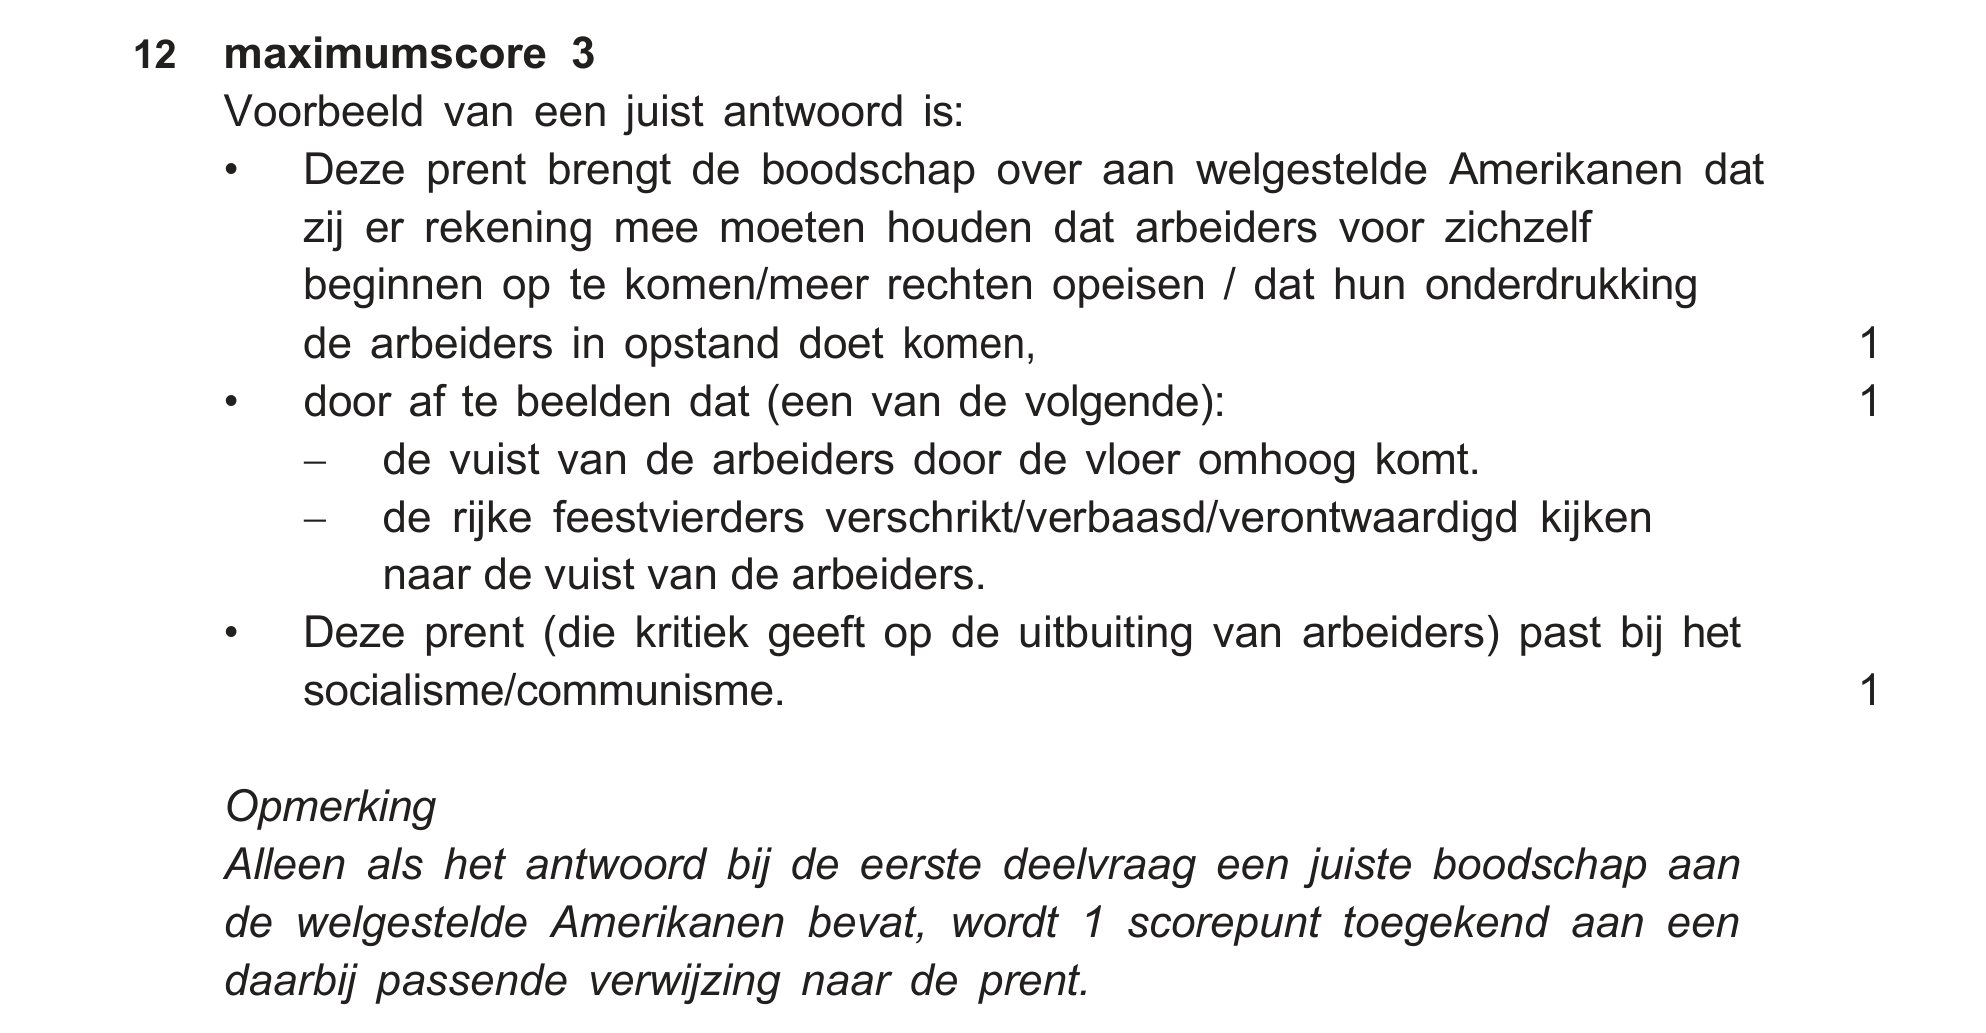 12 maximumscore 3
Voorbeeld van een juist antwoord is:
• Deze prent brengt de boodschap over aan welgestelde Amerikanen dat
zij er rekening mee moeten houden dat arbeiders voor zichzelf
beginnen op te komen/meer rechten opeisen / dat hun onderdrukking
de arbeiders in opstand doet komen, 1
• door af te beelden dat (een van de volgende): 1
– de vuist van de arbeiders door de vloer omhoog komt.
– de rijke feestvierders verschrikt/verbaasd/verontwaardigd kijken
naar de vuist van de arbeiders.
• Deze prent (die kritiek geeft op de uitbuiting van arbeiders) past bij het
socialisme/communisme. 1
Opmerking
Alleen als het antwoord bij de eerste deelvraag een juiste boodschap aan
de welgestelde Amerikanen bevat, wordt 1 scorepunt toegekend aan een
daarbij passende verwijzing naar de prent.